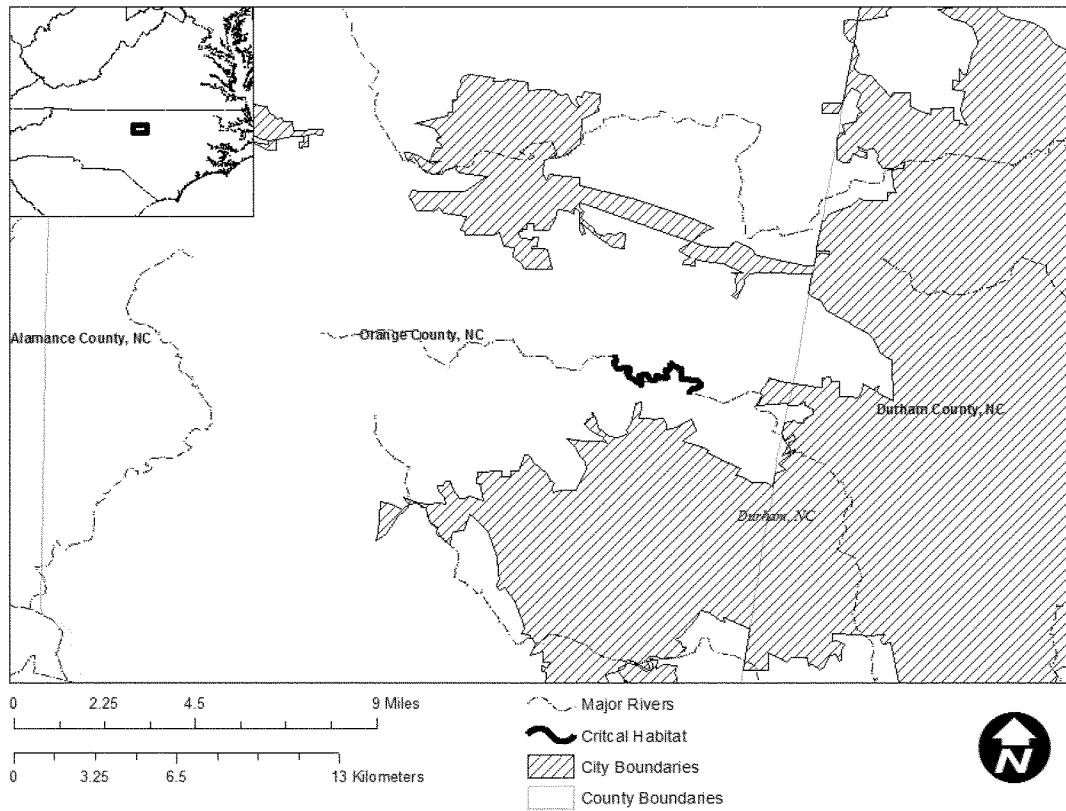 Alamance County, NC
Orange County, NC
Durham County, NC
Durham, NC
0 2.25 4.5 9 Miles
0 3.25 6.5 13 Kilometers
Major Rivers
Critcal Habitat
City Boundaries
County Boundaries
N